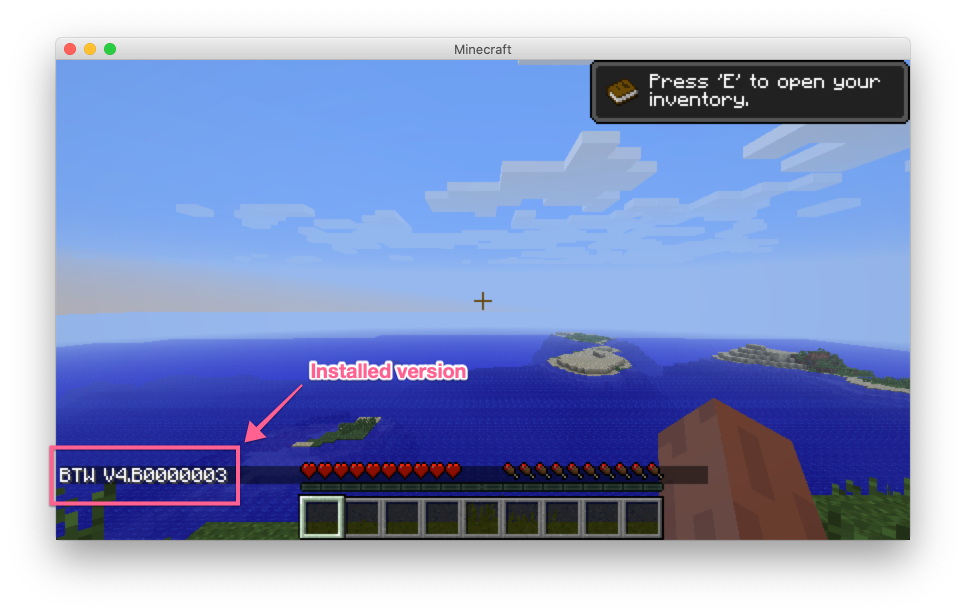 Minecraft
Press 'E' to open your
inventory.
Installed version
BTW V4.B0000003